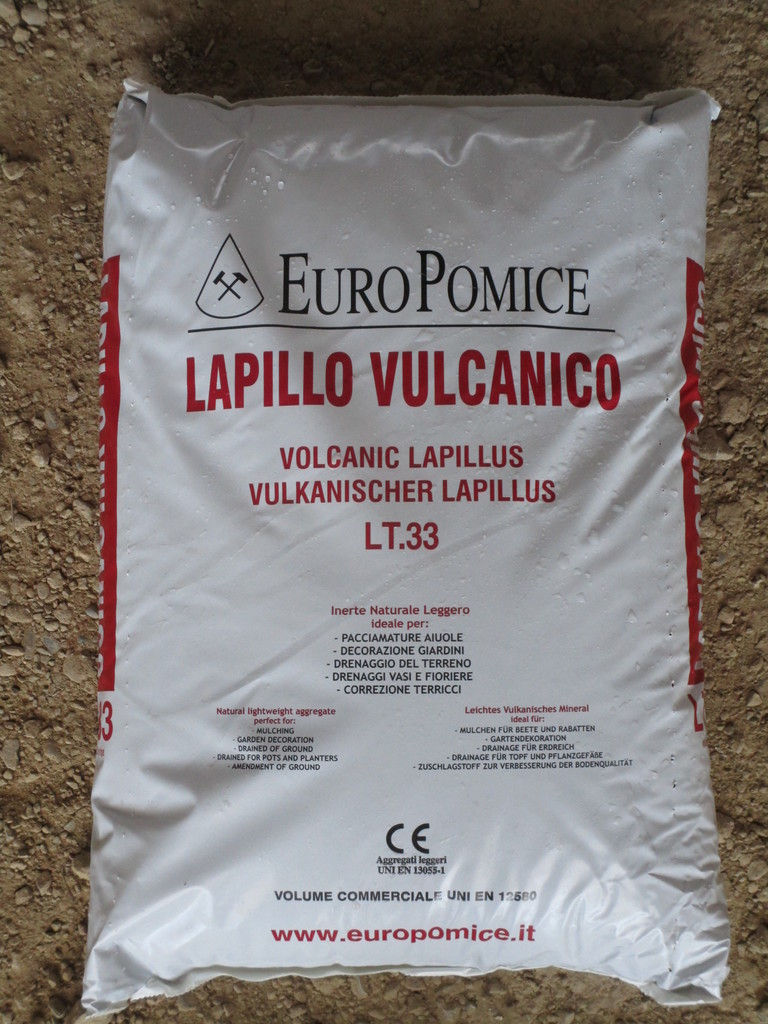 EUROPOMICE
LAPILLO VULCANICO
VOLCANIC LAPILLUS
VULKANISCHER LAPILLUS
LT.33
Inerte Naturale Leggero
ideale per:
- PACCIAMATURE AIUOLE
- DECORAZIONE GIARDINI
- DRENAGGIO DEL TERRENO
- DRENAGGI VASI E FIORIERE
- CORREZIONE TERRICCI
Natural lightweight aggregate
perfect for:
- MULCHING
- GARDEN DECORATION
- DRAINED OF GROUND
- DRAINED FOR POTS AND PLANTERS
- AMENDMENT OF GROUND
Leichtes Vulkanisches Mineral
ideal für:
- MULCHEN FÜR BEETE UND RABATTEN
- GARTENDEKORATION
- DRAINAGE FÜR ERDREICH
- DRAINAGE FÜR TOPF UND PFLANZGEFÄßE
- ZUSCHLAGSTOFF ZUR VERBESSERUNG DER BODENQUALITÄT
CE
Aggregati leggeri
UNI EN 13055-1
VOLUME COMMERCIALE UNI EN 12580
www.europomice.it